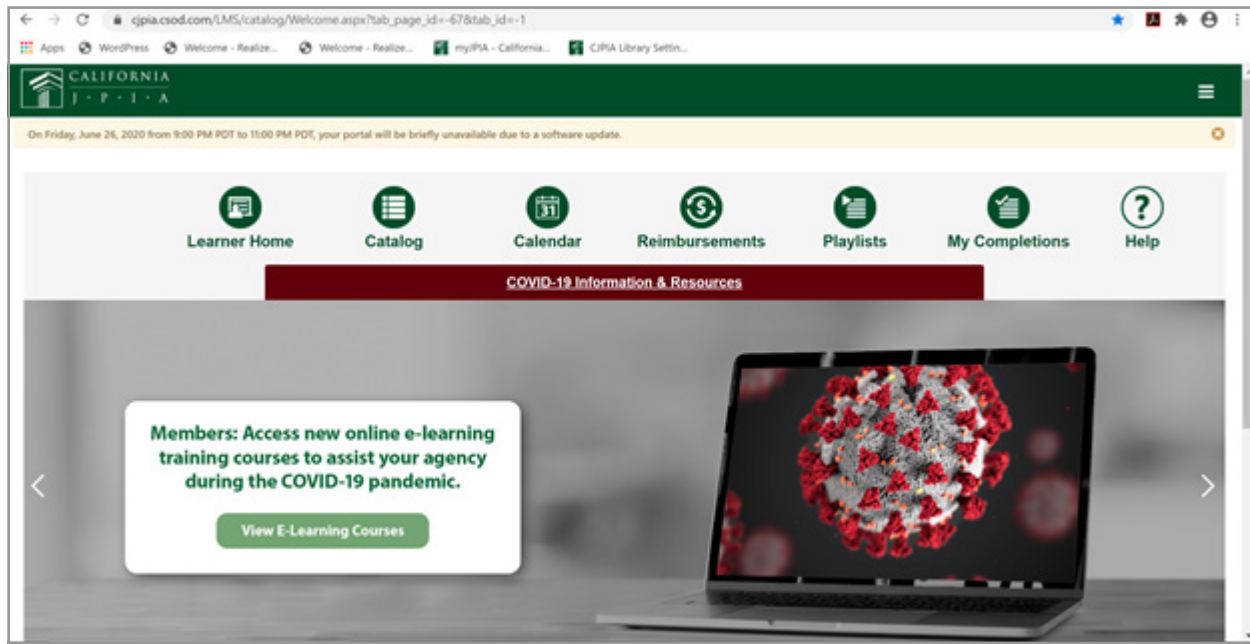 cjpia.csod.com/LMS/catalog/Welcome.aspx?tab_page_id=-67&tab_id=-1
Apps WordPress Welcome - Realize... Welcome - Realize... myJPIA - California... CJPIA Library Settin...
CALIFORNIA
J · P · I · A
On Friday, June 26, 2020 from 9:00 PM PDT to 11:00 PM PDT, your portal will be briefly unavailable due to a software update.
31
Learner Home Catalog Calendar Reimbursements Playlists My Completions Help
COVID-19 Information & Resources
Members: Access new online e-learning
training courses to assist your agency
during the COVID-19 pandemic.
View E-Learning Courses